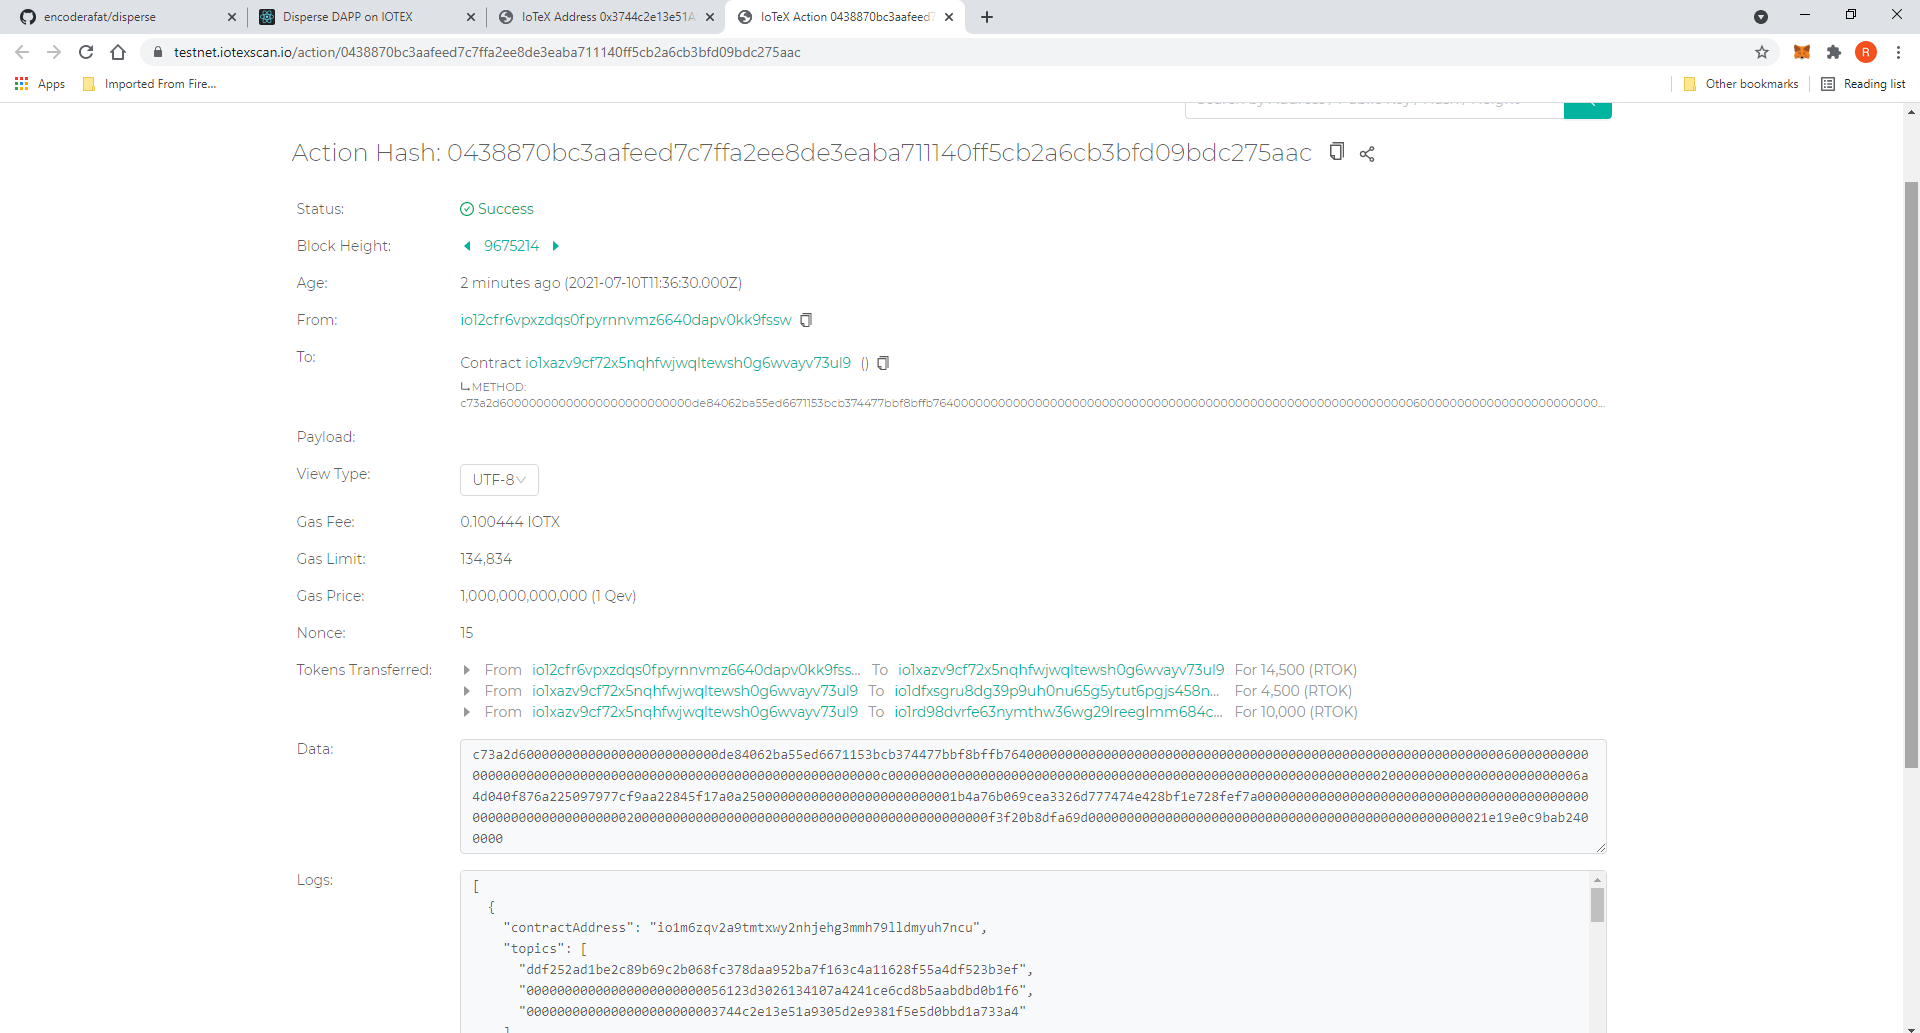 encoderafat/disperse
Disperse DAPP on IOTEX
IoTeX Address 0x3744c2e13e51A
IoTeX Action 0438870bc3aafeed7
testnet.iotexscan.io/action/0438870bc3aafeed7c7ffa2ee8de3eaba711140ff5cb2a6cb3bfd09bdc275aac
R
Apps
Imported From Fire...
Other bookmarks
Reading list
Action Hash: 0438870bc3aafeed7c7ffa2ee8de3eaba711140ff5cb2a6cb3bfd09bdc275aac
Status: Success
Block Height: 9675214
Age: 2 minutes ago (2021-07-10T11:36:30.000Z)
From: io12cfr6vpxzdqs0fpyrnnvmz6640dapv0kk9fssw
To: Contract io1xazv9cf72x5nqhfwjwqltewsh0g6wvayv73ul9 ()
METHOD:
Payload:
View Type: UTF-8
Gas Fee: 0.100444 IOTX
Gas Limit: 134,834
Gas Price: 1,000,000,000,000 (1 Qev)
Nonce: 15
Tokens Transferred: From io12cfr6vpxzdqs0fpyrnnvmz6640dapv0kk9fss... To io1xazv9cf72x5nqhfwjwqltewsh0g6wvayv73ul9 For 14,500 (RTOK)
From io1xazv9cf72x5nqhfwjwqltewsh0g6wvayv73ul9 To io1dfxsgru8dg39p9uh0nu65g5ytut6pgjs458n... For 4,500 (RTOK)
From io1xazv9cf72x5nqhfwjwqltewsh0g6wvayv73ul9 To io1rd98dvrfe63nymthw36wg29lreeglmm684c... For 10,000 (RTOK)
Data:
0000
Logs: [
{
"contractAddress": "io1m6zqv2a9tmtxwy2nhjehg3mmh79lldmyuh7ncu",
"topics": [
"ddf252ad1be2c89b69c2b068fc378daa952ba7f163c4a11628f55a4df523b3ef",
"00000000000000000000000056123d3026134107a4241ce6cd8b5aabdbd0b1f6",
"0000000000000000000000003744c2e13e51a9305d2e9381f5e5d0bbd1a733a4"